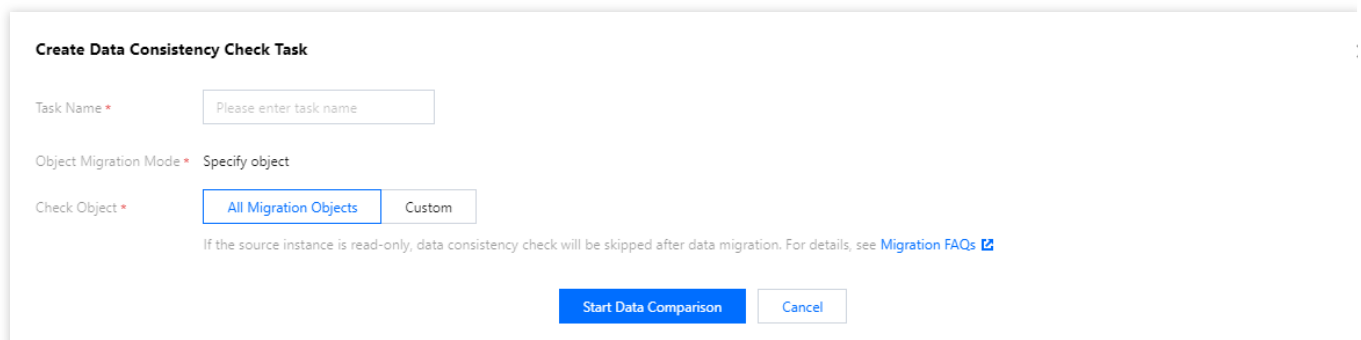 Create Data Consistency Check Task
Task Name *
Please enter task name
Object Migration Mode * Specify object
Check Object *
All Migration Objects Custom
If the source instance is read-only, data consistency check will be skipped after data migration. For details, see Migration FAQs
Start Data Comparison Cancel